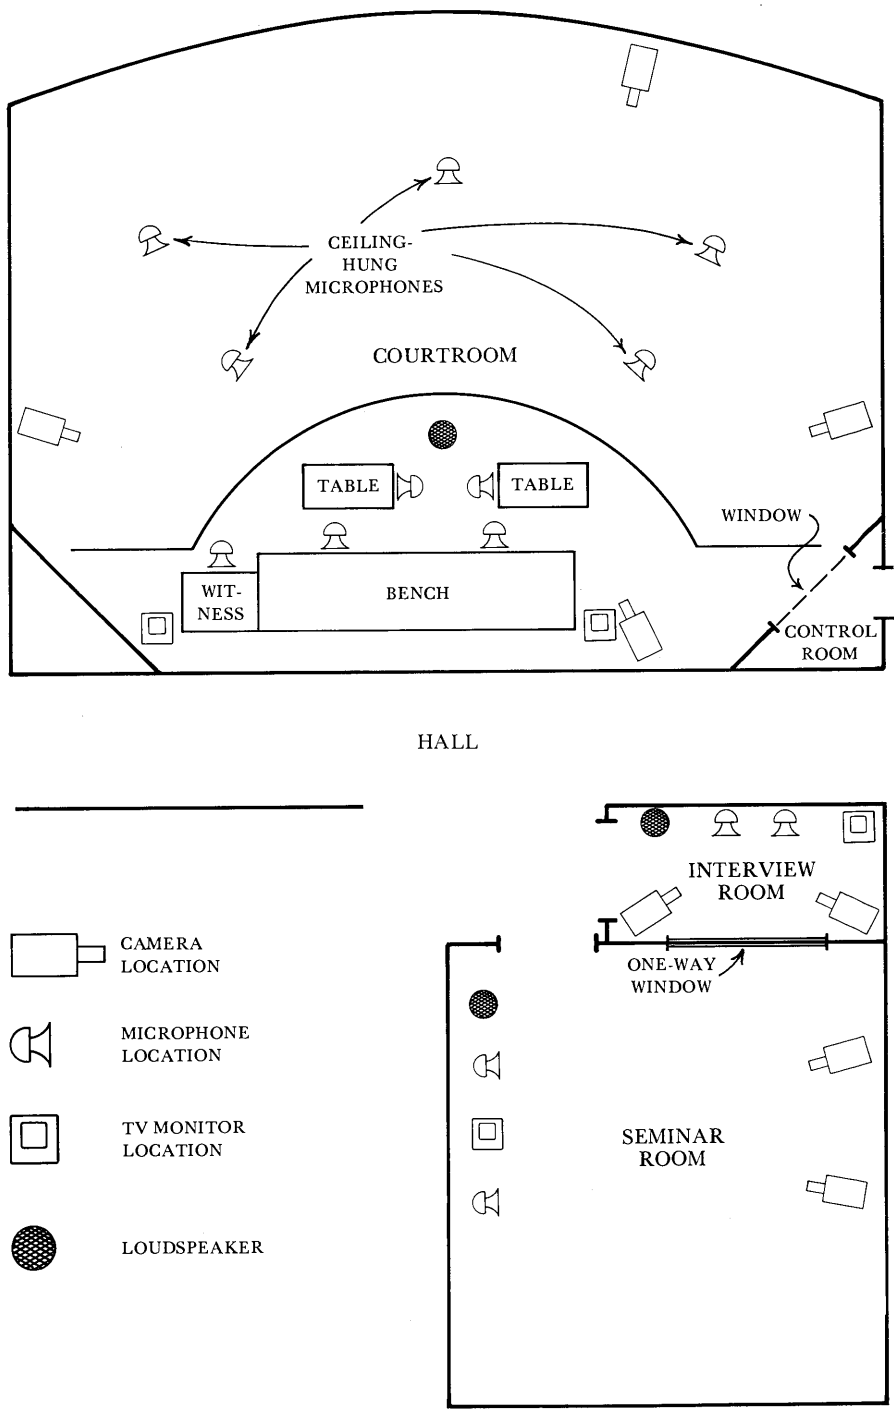 CEILING-
HUNG
MICROPHONES
COURTROOM
TABLE
TABLE
WINDOW
WIT-
NESS
BENCH
CONTROL
ROOM
HALL
INTERVIEW
ROOM
CAMERA
LOCATION
ONE-WAY
WINDOW
MICROPHONE
LOCATION
TV MONITOR
LOCATION
SEMINAR
ROOM
LOUDSPEAKER